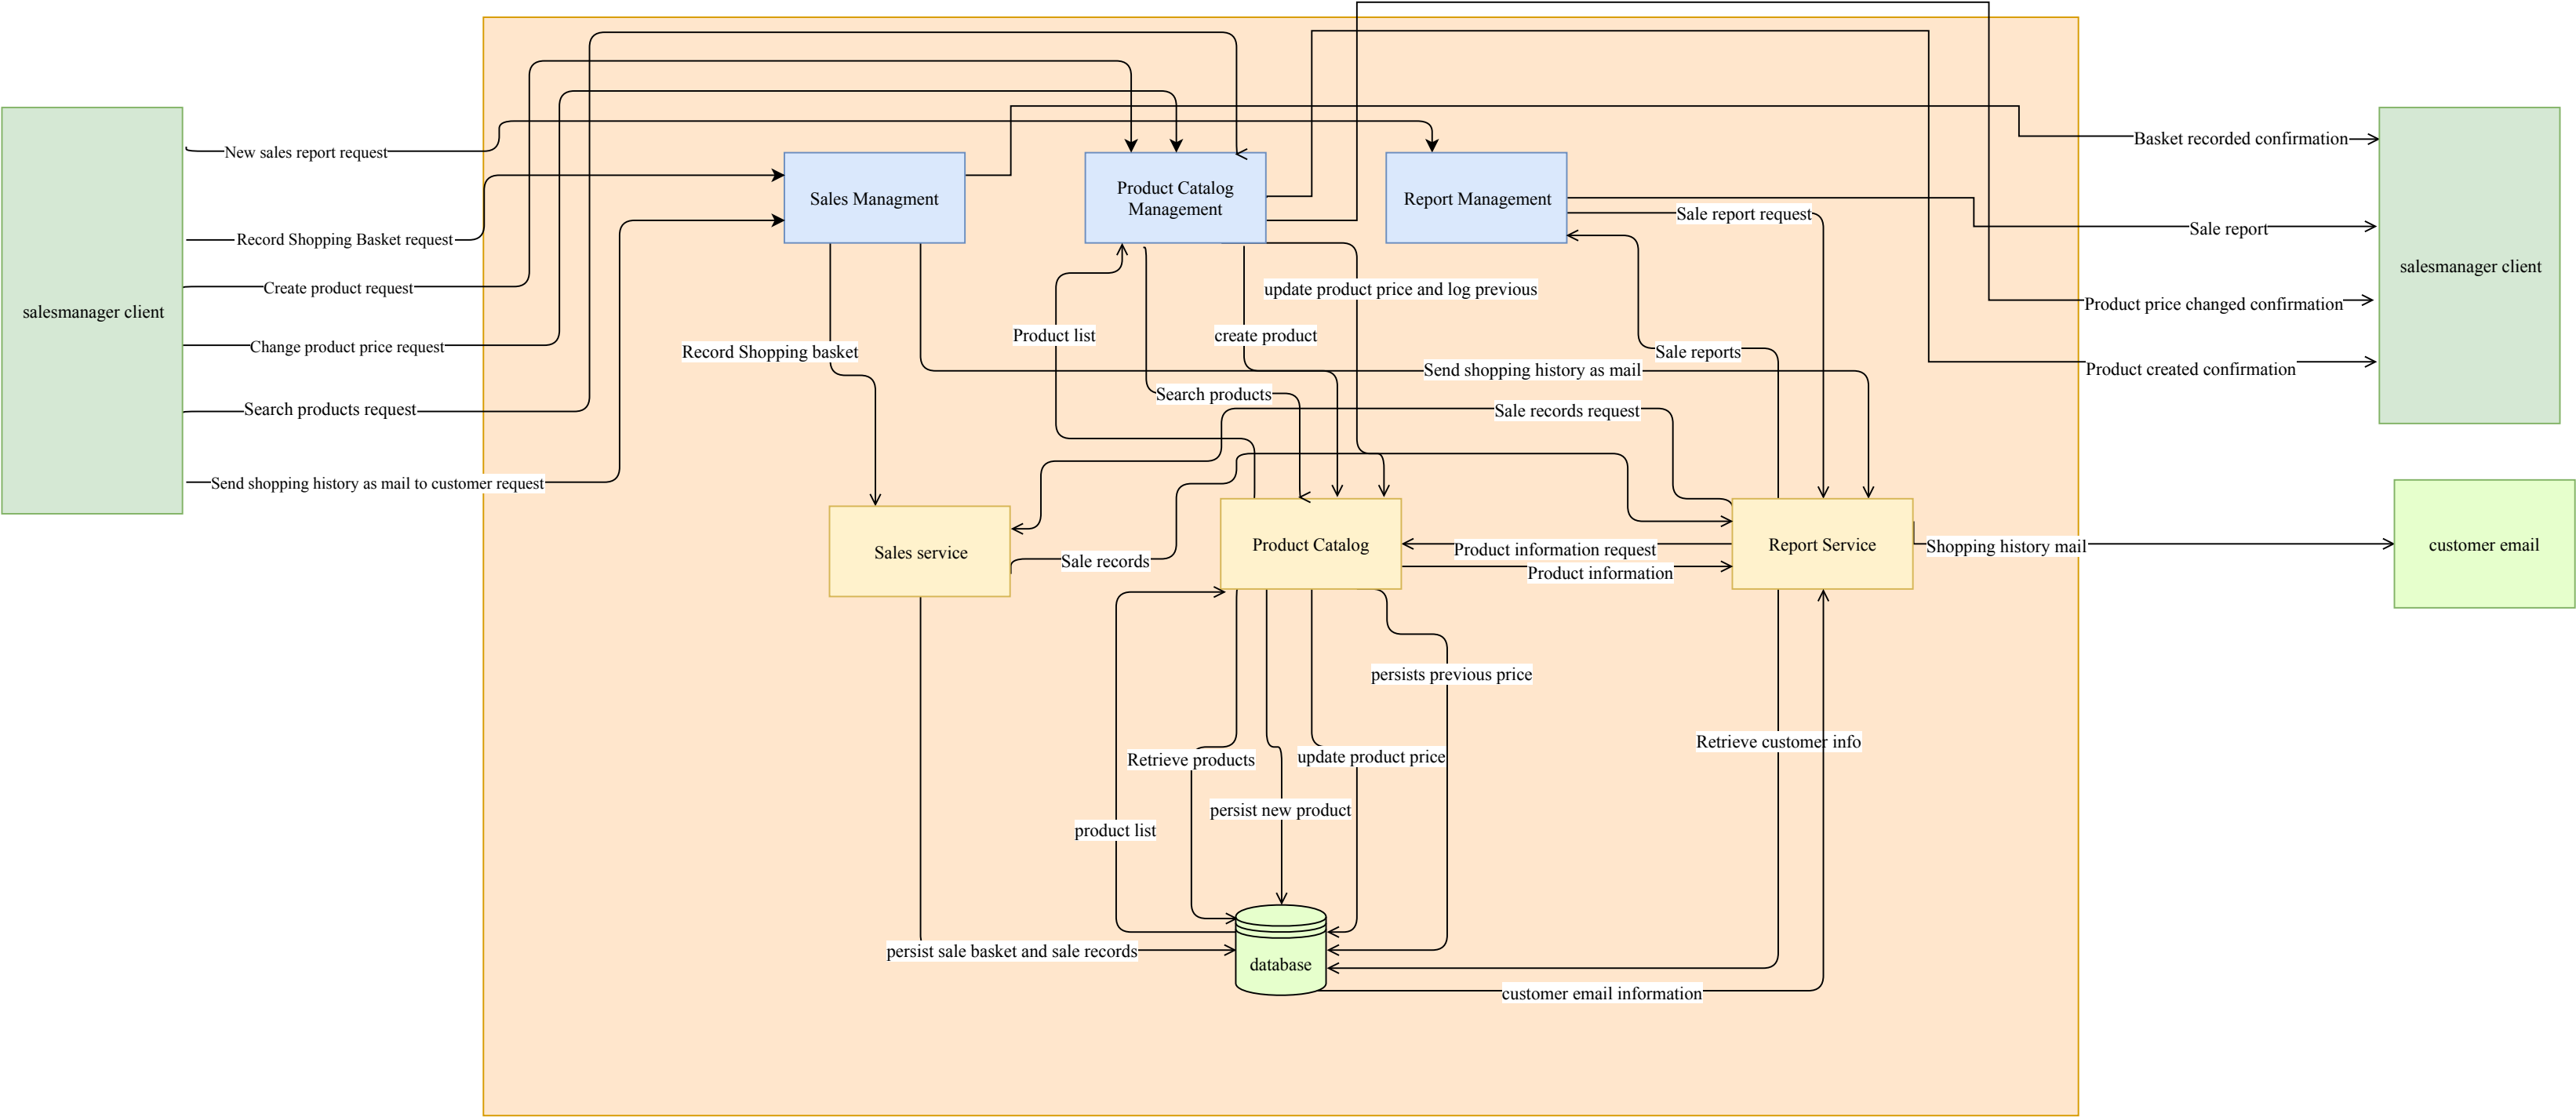 New sales report request
Basket recorded confirmation
Sales Managment
Product Catalog
Management
Report Management
Sale report request
Sale report
Record Shopping Basket request
salesmanager client
Create product request
update product price and log previous
Product price changed confirmation
salesmanager client
Product list
create product
Change product price request
Record Shopping basket
Sale reports
Send shopping history as mail
Product created confirmation
Search products
Search products request
Sale records request
Send shopping history as mail to customer request
Sales service
Sale records
Product Catalog
Product information request
Product information
Report Service
Shopping history mail
customer email
persists previous price
Retrieve customer info
Retrieve products
update product price
persist new product
product list
persist sale basket and sale records
database
customer email information